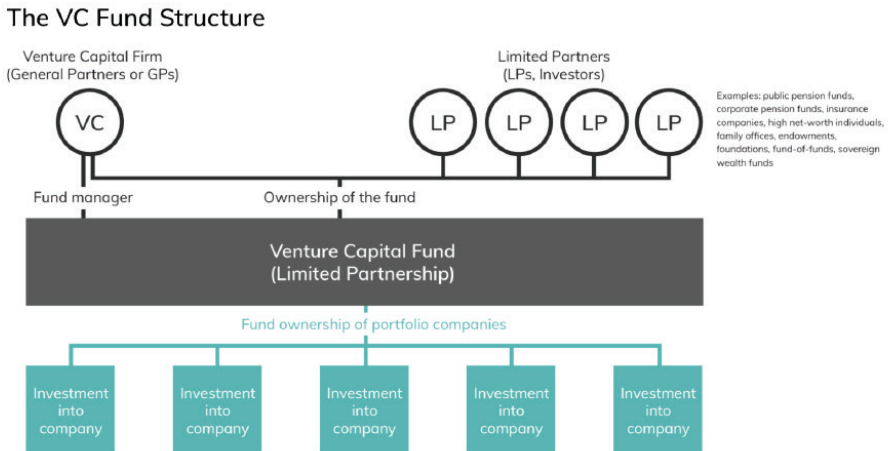 The VC Fund Structure
Venture Capital Firm
(General Partners or GPs)
Limited Partners
(LPs, Investors)
VC
LP
LP
LP
LP
Examples: public pension funds,
corporate pension funds, insurance
companies, high net-worth individuals,
family offices, endowments,
foundations, fund-of-funds, sovereign
wealth funds
Fund manager
Ownership of the fund
Venture Capital Fund
(Limited Partnership)
Fund ownership of portfolio companies
Investment
into
company
Investment
into
company
Investment
into
company
Investment
into
company
Investment
into
company